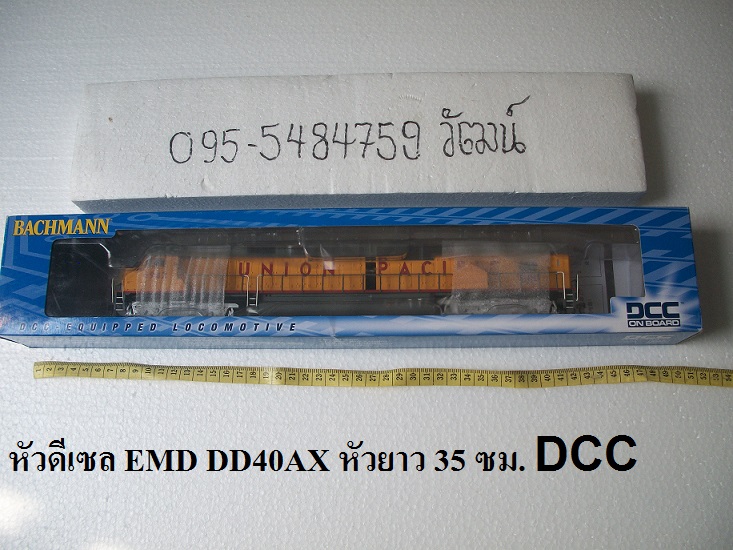 095-5484759 วัฒน์
BACHMANN
UNION PACI
DCC-EQUIPPED LOCOMOTIVE
DCC
ON BOARD
DCC
หัวดีเซล EMD DD40AX หัวยาว 35 ซม. DCC